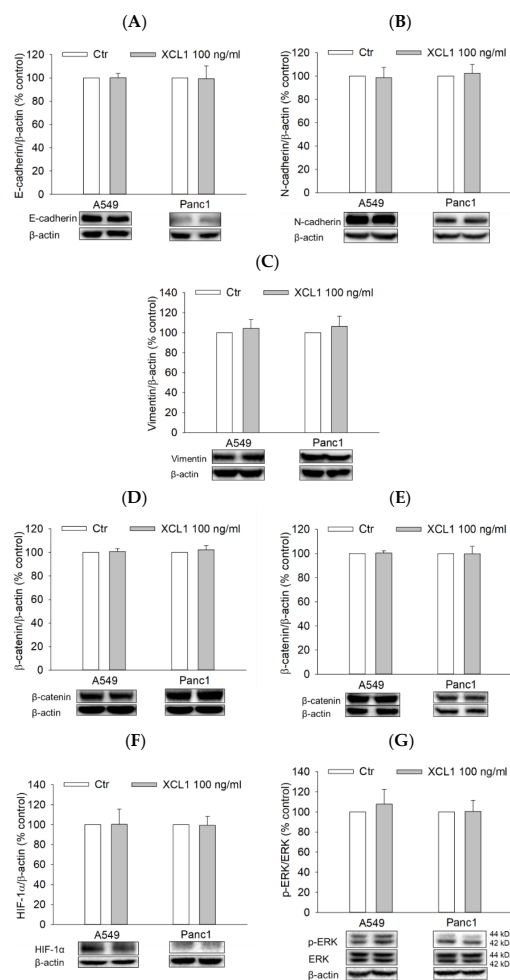 (A)
Ctr XCL1 100 ng/ml
E-cadherin/β-actin (% control)
120
100
80
60
40
20
0
A549 Panc1
E-cadherin
β-actin
(B)
Ctr XCL1 100 ng/ml
N-cadherin/β-actin (% control)
120
100
80
60
40
20
0
A549 Panc1
N-cadherin
β-actin
(C)
Ctr XCL1 100 ng/ml
Vimentin/β-actin (% control)
140
120
100
80
60
40
20
0
A549 Panc1
Vimentin
β-actin
(D)
Ctr XCL1 100 ng/ml
β-catenin/β-actin (% control)
120
100
80
60
40
20
0
A549 Panc1
β-catenin
β-actin
(E)
Ctr XCL1 100 ng/ml
β-catenin/β-actin (% control)
120
100
80
60
40
20
0
A549 Panc1
β-catenin
β-actin
(F)
Ctr XCL1 100 ng/ml
HIF-1α/β-actin (% control)
140
120
100
80
60
40
20
0
A549 Panc1
HIF-1α
β-actin
(G)
Ctr XCL1 100 ng/ml
p-ERK/ERK (% control)
140
120
100
80
60
40
20
0
A549 Panc1
p-ERK 44 kD
42 kD
ERK 44 kD
42 kD
β-actin